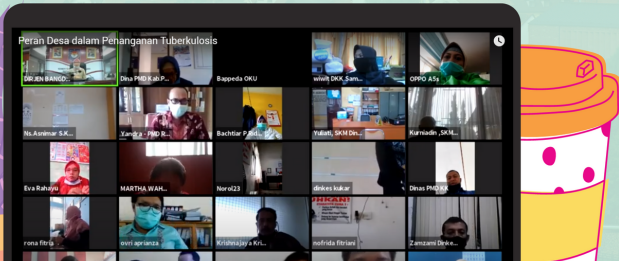 Peran Desa dalam Penanganan Tuberkulosis
DIRJEN BANGD...
Dina PMD Kab.P...
Bappeda OKU
wiwit DKK Sam...
OPPO A5s
Ns.Asnimar S.K...
Yandra - PMD R...
Bachtiar P Bid...
Yuliati, SKM Din...
Kurniadin ,SKM...
Eva Rahayu
MARTHA WAH...
Norol23
dinkes kukar
Dinas PMD KK
rona fitria
ovri aprianza
Krishnajaya Kri...
nofrida fitriani
Zamzami Dinke...